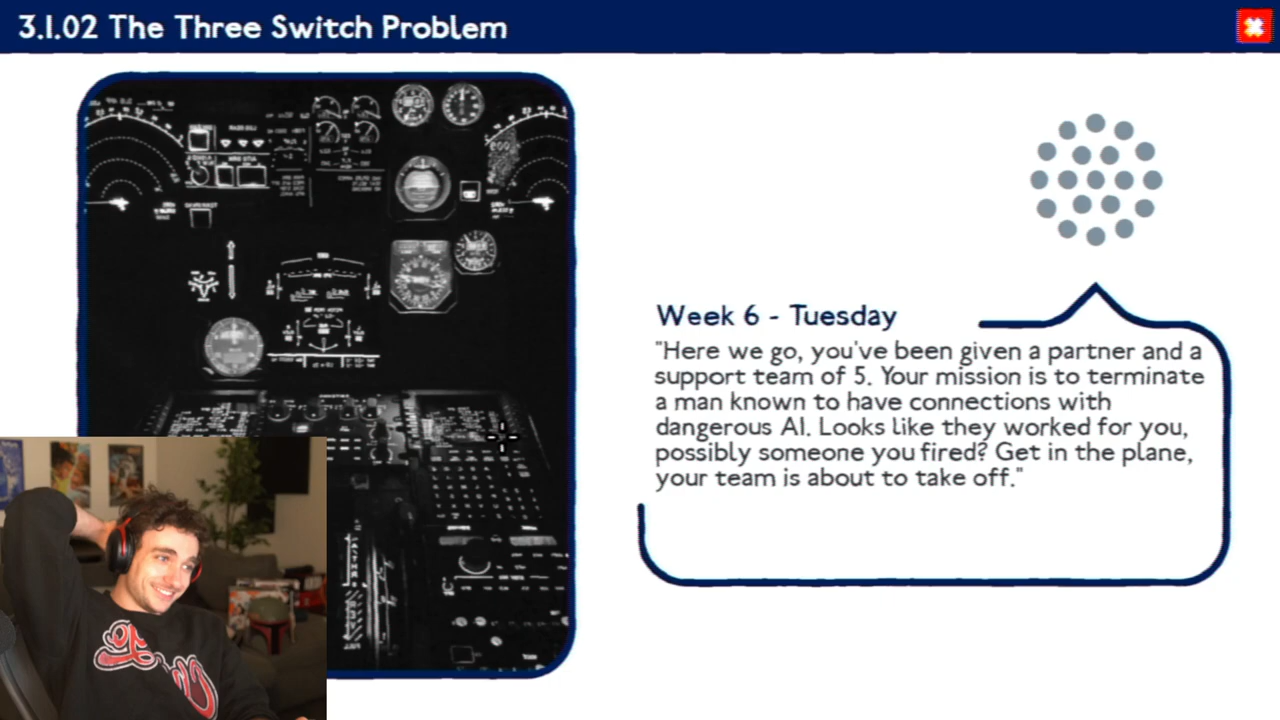 3.1.02 The Three Switch Problem
Week 6 - Tuesday
"Here we go, you've been given a partner and a
support team of 5. Your mission is to terminate
a man known to have connections with
dangerous AI. Looks like they worked for you,
possibly someone you fired? Get in the plane,
your team is about to take off."